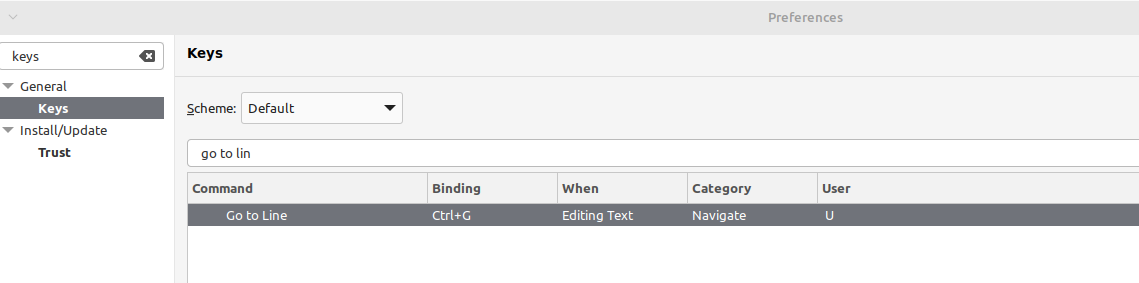 Preferences
keys
Keys
General
Keys
Install/Update
Trust
Scheme: Default
go to lin
Command Binding When Category User
Go to Line Ctrl+G Editing Text Navigate U